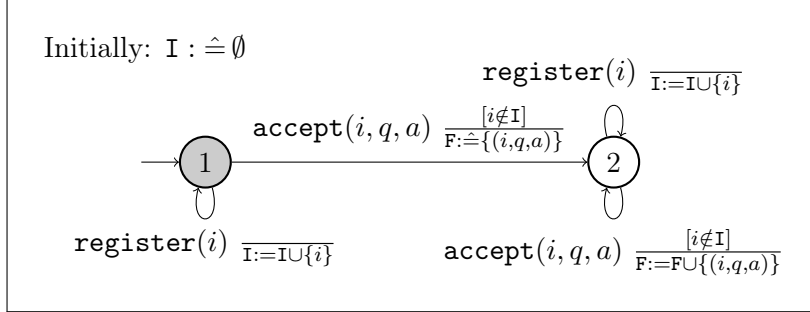 Initially: I :≙ ∅
register(i) / I:=I∪{i}
accept(i, q, a) [i∉I] / F:≙{(i,q,a)}
1
2
register(i) / I:=I∪{i}
accept(i, q, a) [i∉I] / F:=F∪{(i,q,a)}